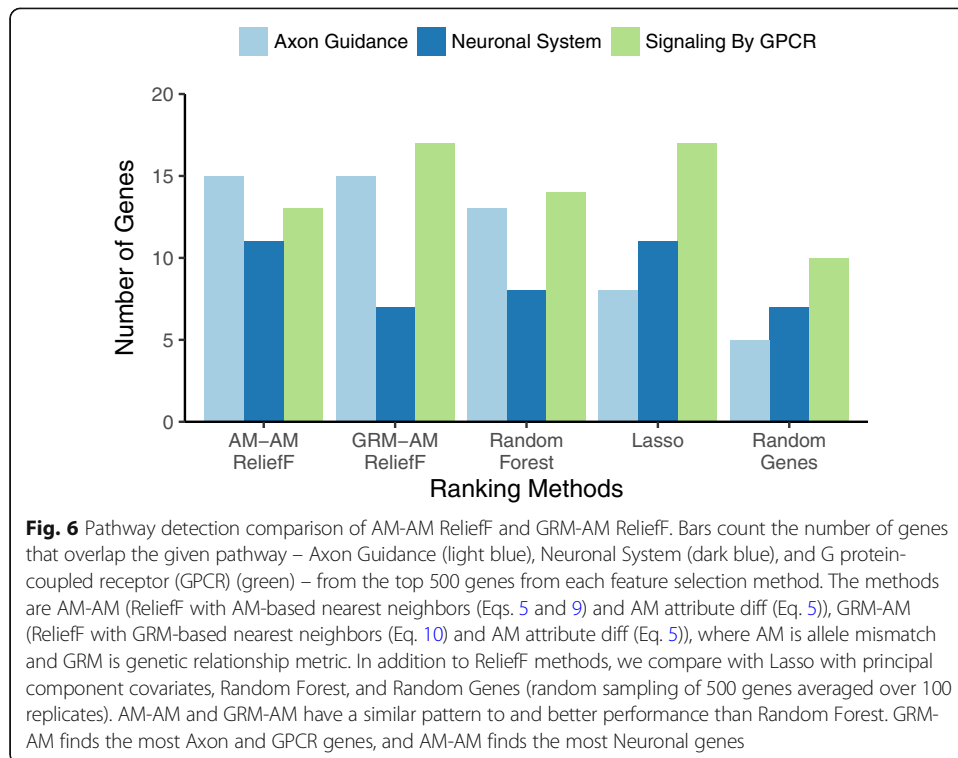 Axon Guidance Neuronal System Signaling By GPCR
20
15
10
5
0
Number of Genes
AM–AM ReliefF
GRM–AM ReliefF
Random Forest
Lasso
Random Genes
Ranking Methods
Fig. 6 Pathway detection comparison of AM-AM ReliefF and GRM-AM ReliefF. Bars count the number of genes
that overlap the given pathway – Axon Guidance (light blue), Neuronal System (dark blue), and G protein-
coupled receptor (GPCR) (green) – from the top 500 genes from each feature selection method. The methods
are AM-AM (ReliefF with AM-based nearest neighbors (Eqs. 5 and 9) and AM attribute diff (Eq. 5)), GRM-AM
(ReliefF with GRM-based nearest neighbors (Eq. 10) and AM attribute diff (Eq. 5)), where AM is allele mismatch
and GRM is genetic relationship metric. In addition to ReliefF methods, we compare with Lasso with principal
component covariates, Random Forest, and Random Genes (random sampling of 500 genes averaged over 100
replicates). AM-AM and GRM-AM have a similar pattern to and better performance than Random Forest. GRM-
AM finds the most Axon and GPCR genes, and AM-AM finds the most Neuronal genes